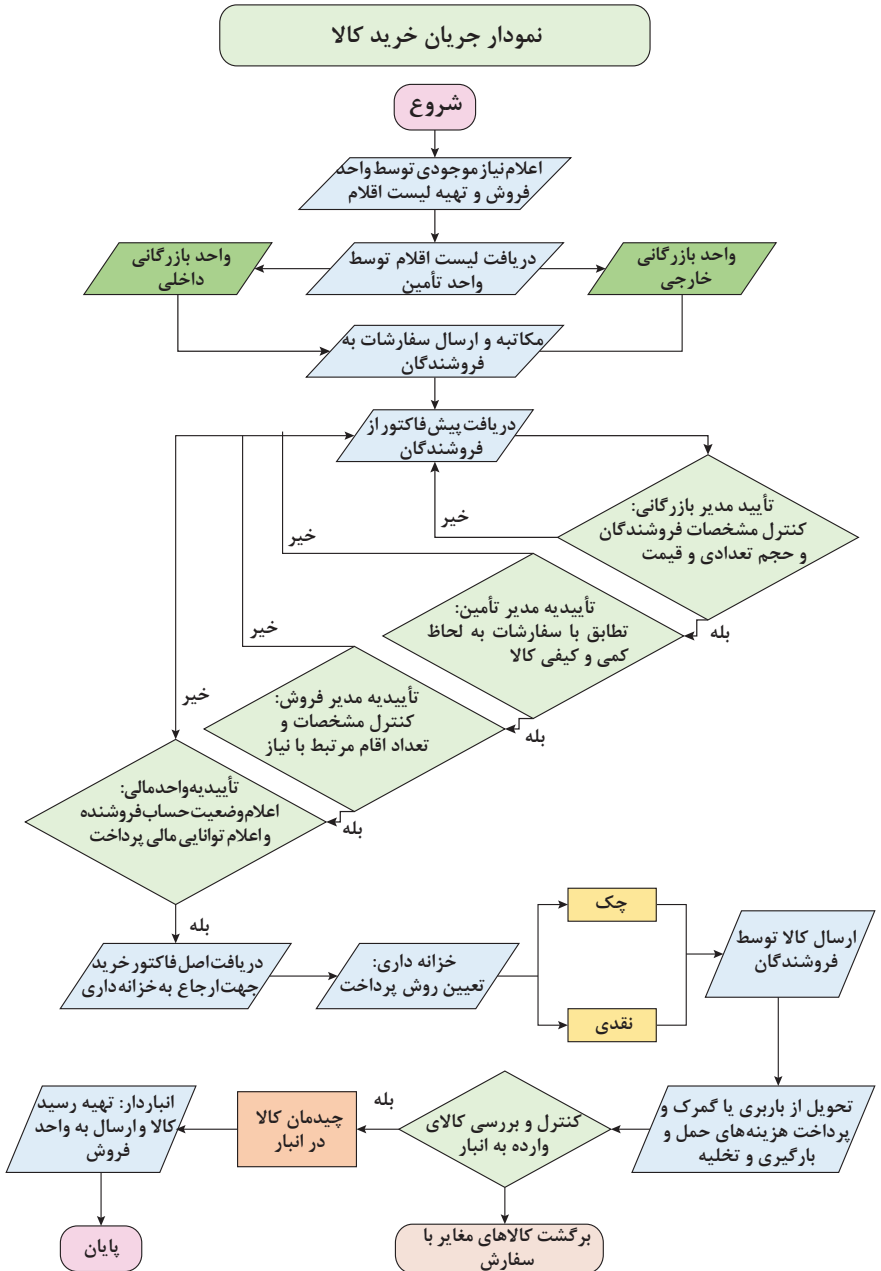 نمودار جریان خرید کالا
شروع
اعلام نیاز موجودی توسط واحد
فروش و تهیه لیست اقلام
دریافت لیست اقلام توسط
واحد تأمین
واحد بازرگانی
خارجی
واحد بازرگانی
داخلی
مکاتبه و ارسال سفارشات به
فروشندگان
دریافت پیش فاکتور از
فروشندگان
تأیید مدیر بازرگانی:
کنترل مشخصات فروشندگان
و حجم تعدادی و قیمت
خیر
بله
تأییدیه مدیر تأمین:
تطابق با سفارشات به لحاظ
کمی و کیفی کالا
خیر
بله
تأییدیه مدیر فروش:
کنترل مشخصات و
تعداد اقام مرتبط با نیاز
خیر
بله
تأییدیه واحد مالی:
اعلام وضعیت حساب فروشنده
و اعلام توانایی مالی پرداخت
خیر
بله
دریافت اصل فاکتور خرید
جهت ارجاع به خزانه داری
خزانه داری:
تعیین روش پرداخت
چک
نقدی
ارسال کالا توسط
فروشندگان
تحویل از باربری یا گمرک و
پرداخت هزینه‌های حمل و
بارگیری و تخلیه
کنترل و بررسی کالای
وارده به انبار
بله
چیدمان کالا
در انبار
انباردار: تهیه رسید
کالا و ارسال به واحد
فروش
برگشت کالاهای مغایر با
سفارش
پایان